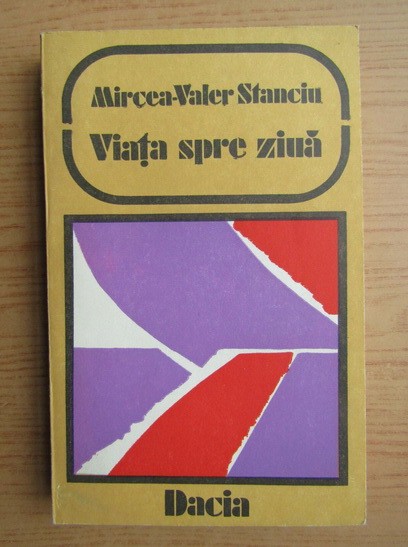 Mircea-Valer Stanciu
Viața spre ziuă
Dacia